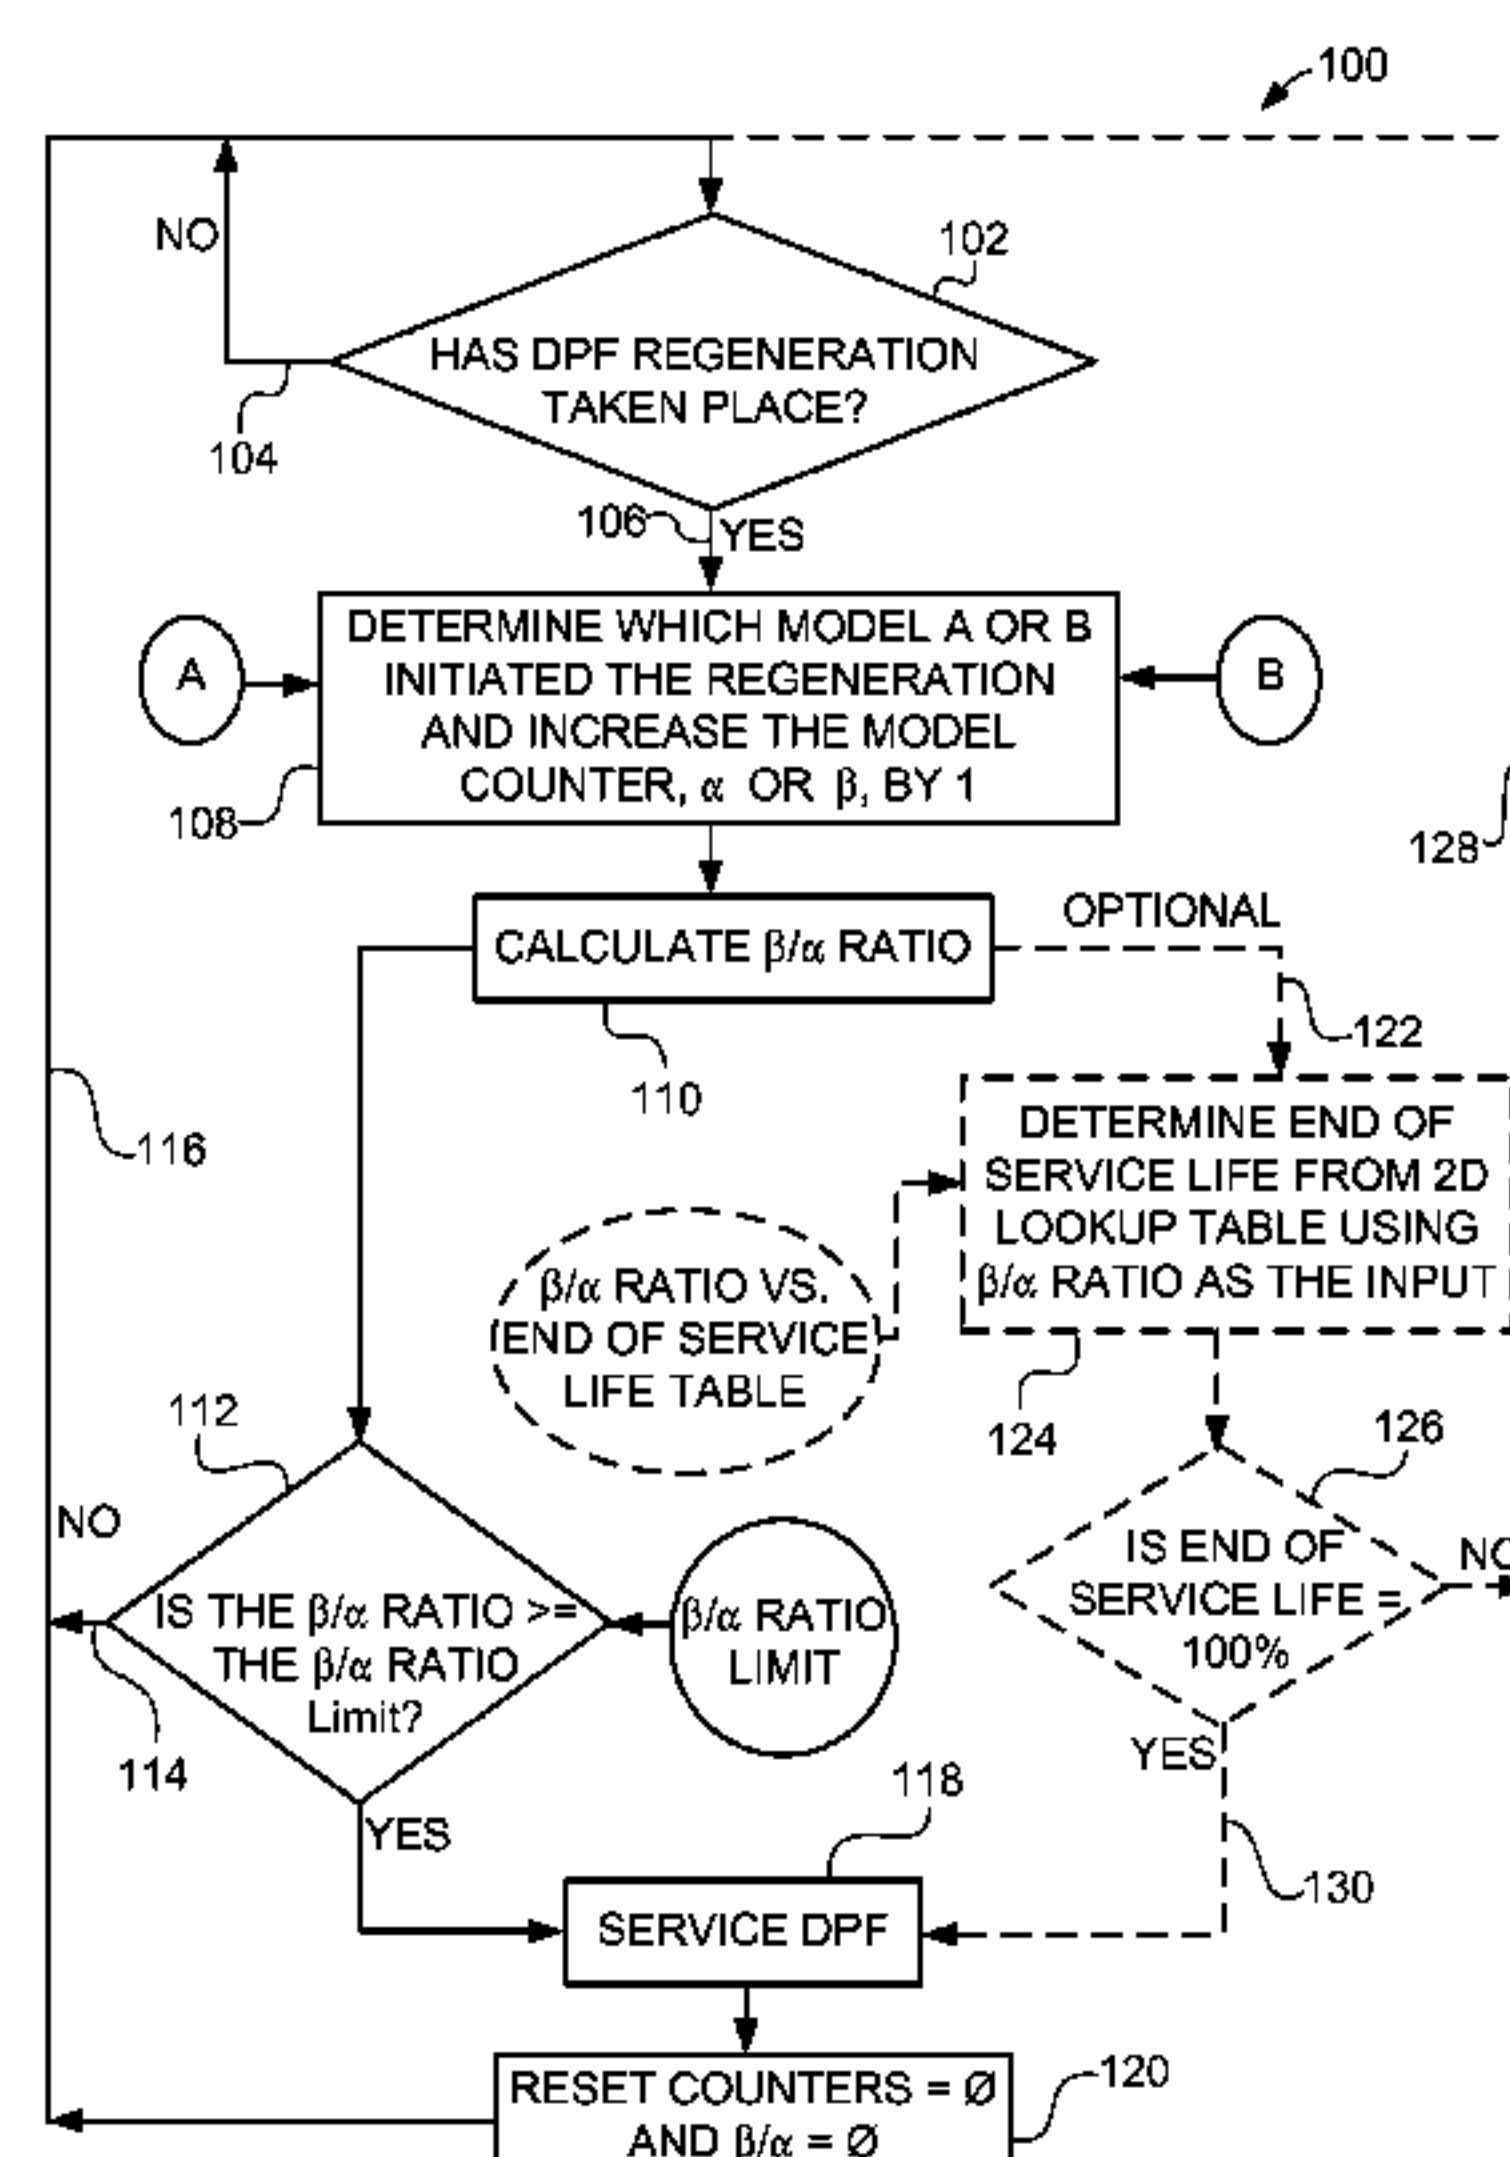 100
NO
102
HAS DPF REGENERATION
TAKEN PLACE?
104
106
YES
A
DETERMINE WHICH MODEL A OR B
INITIATED THE REGENERATION
AND INCREASE THE MODEL
COUNTER, α OR β, BY 1
B
108
128
CALCULATE β/α RATIO
OPTIONAL
122
110
116
DETERMINE END OF
SERVICE LIFE FROM 2D
LOOKUP TABLE USING
β/α RATIO AS THE INPUT
β/α RATIO VS.
END OF SERVICE
LIFE TABLE
112
124
126
NO
IS THE β/α RATIO >=
THE β/α RATIO
Limit?
β/α RATIO
LIMIT
IS END OF
SERVICE LIFE =
100%
NO
114
YES
YES
118
130
SERVICE DPF
RESET COUNTERS = Ø
AND β/α = Ø
120